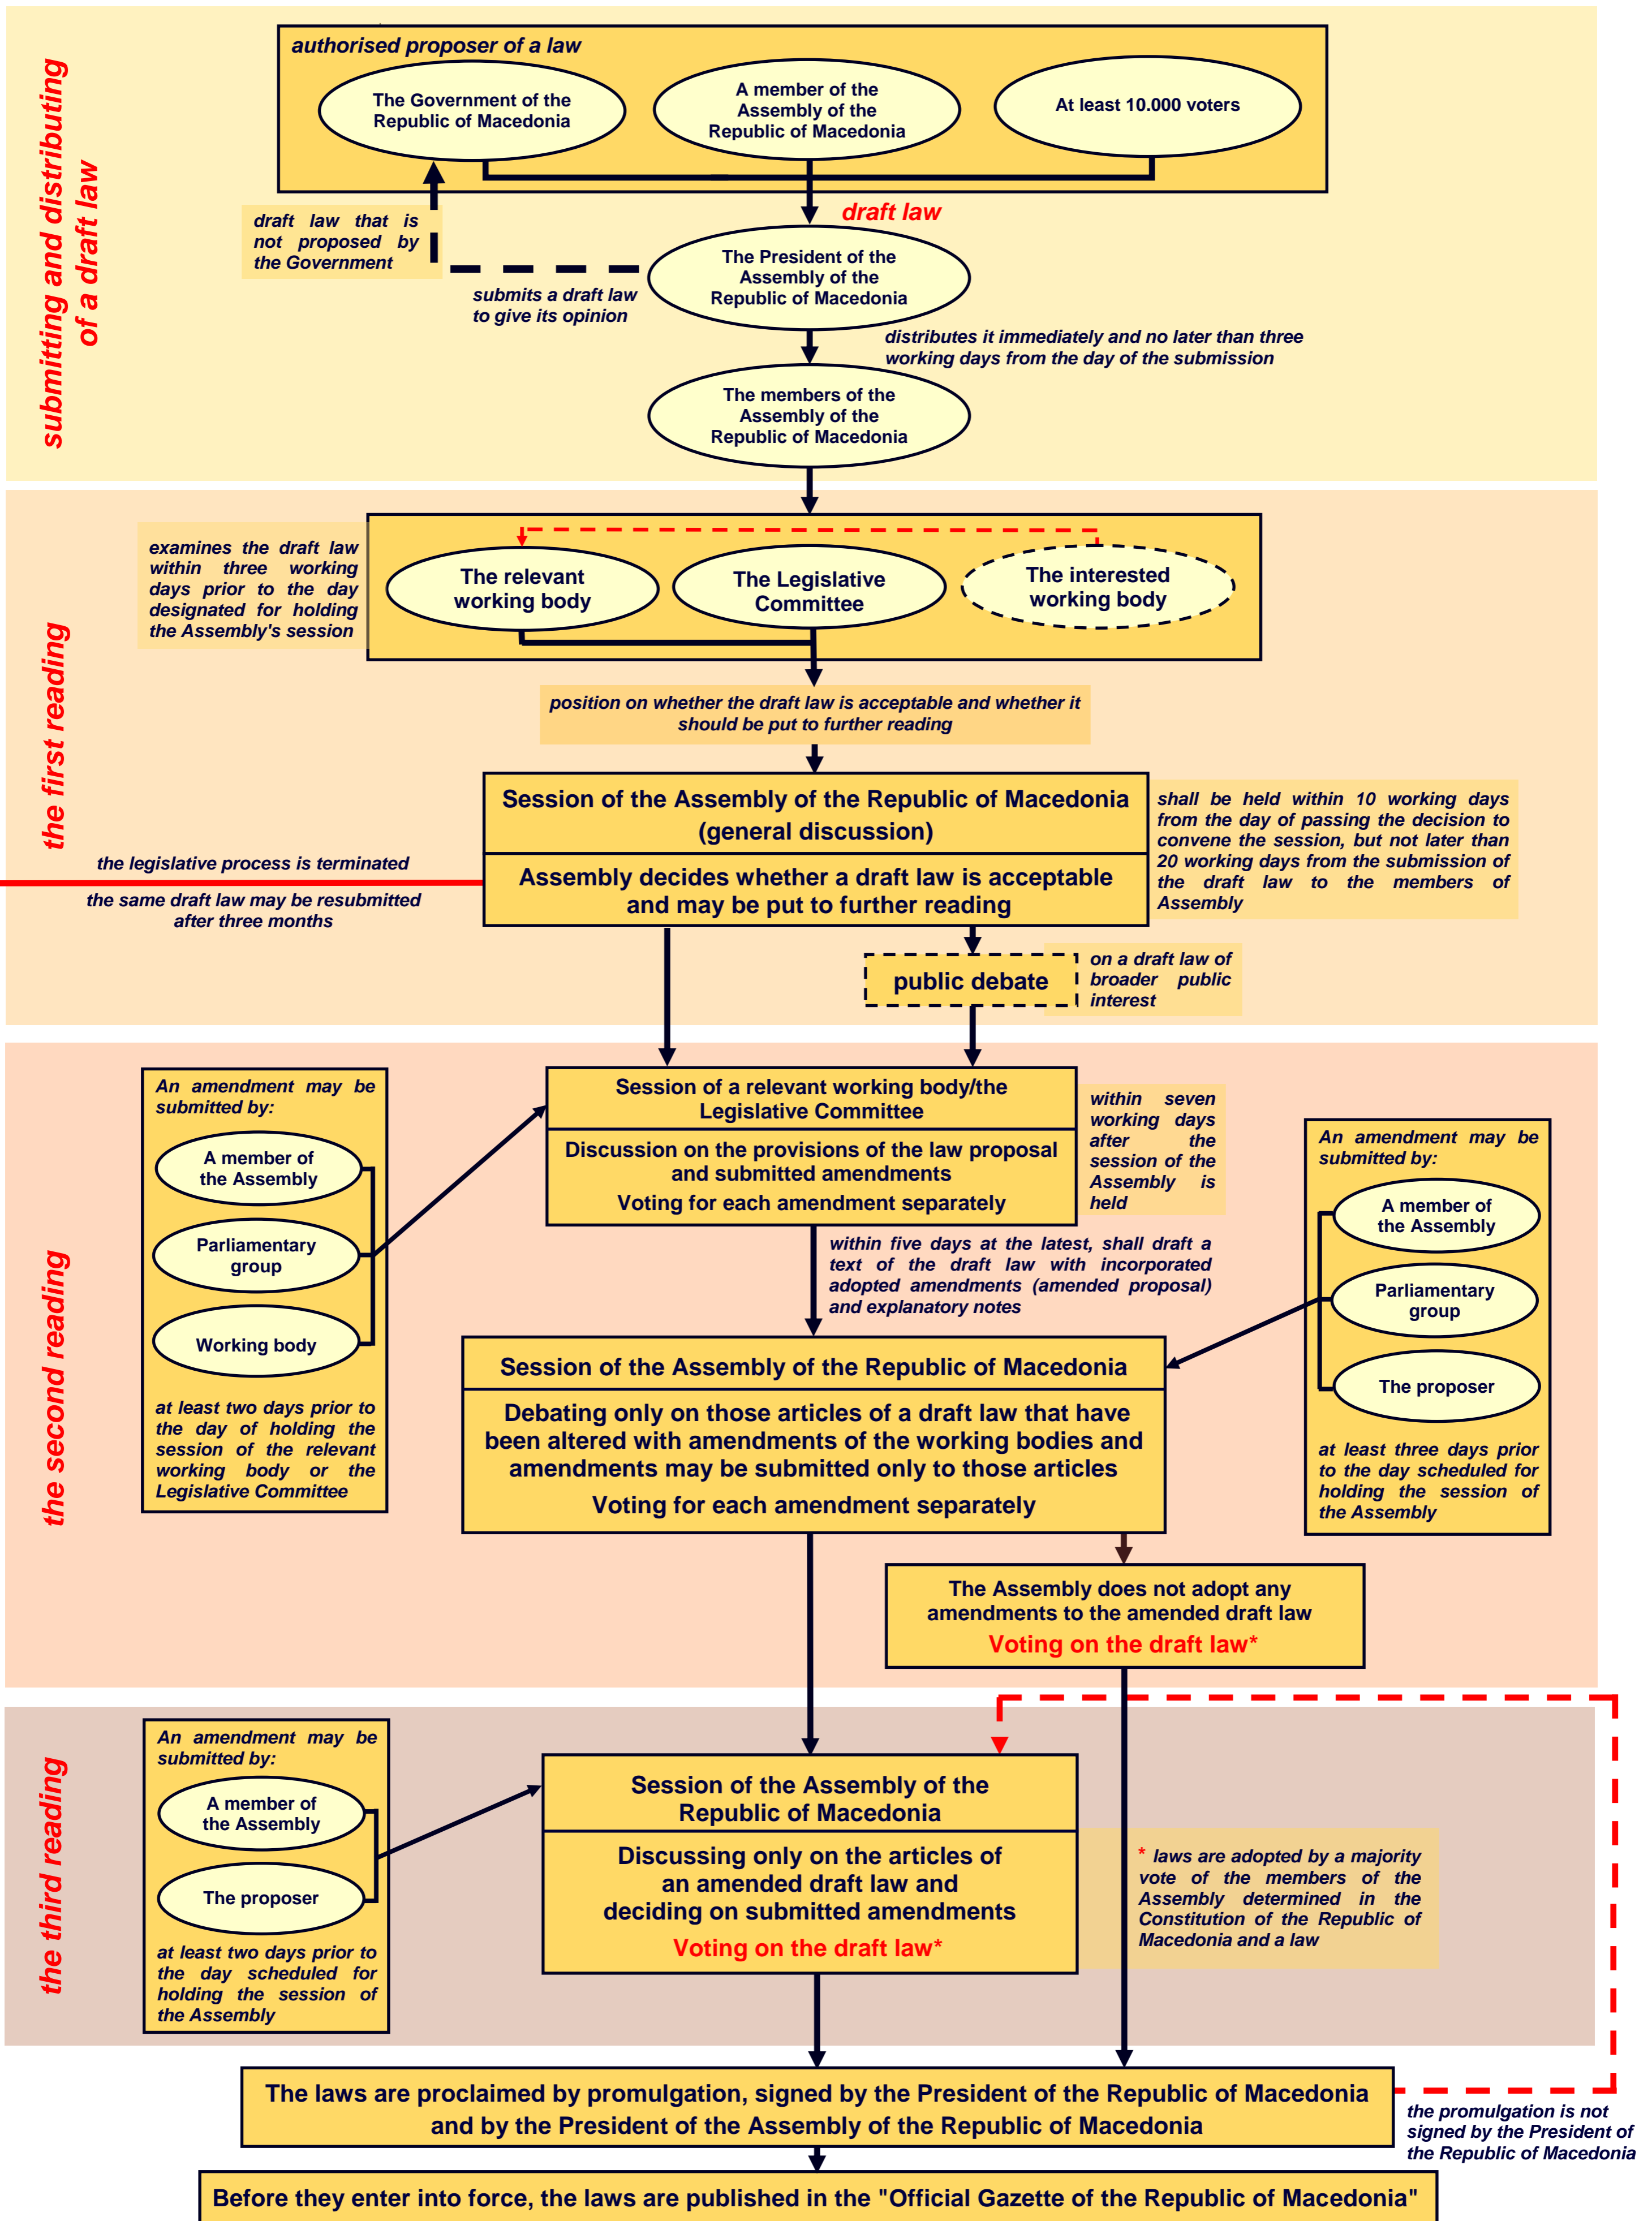 submitting and distributing
of a draft law
authorised proposer of a law
The Government of the
Republic of Macedonia
A member of the
Assembly of the
Republic of Macedonia
At least 10.000 voters
draft law that is
not proposed by
the Government
draft law
The President of the
Assembly of the
Republic of Macedonia
submits a draft law
to give its opinion
distributes it immediately and no later than three
working days from the day of the submission
The members of the
Assembly of the
Republic of Macedonia
the first reading
examines the draft law
within three working
days prior to the day
designated for holding
the Assembly's session
The relevant
working body
The Legislative
Committee
The interested
working body
position on whether the draft law is acceptable and whether it
should be put to further reading
Session of the Assembly of the Republic of Macedonia
(general discussion)
Assembly decides whether a draft law is acceptable
and may be put to further reading
shall be held within 10 working days
from the day of passing the decision to
convene the session, but not later than
20 working days from the submission of
the draft law to the members of
Assembly
the legislative process is terminated
the same draft law may be resubmitted
after three months
public debate
on a draft law of
broader public
interest
the second reading
An amendment may be
submitted by:
A member of
the Assembly
Parliamentary
group
Working body
at least two days prior to
the day of holding the
session of the relevant
working body or the
Legislative Committee
Session of a relevant working body/the
Legislative Committee
Discussion on the provisions of the law proposal
and submitted amendments
Voting for each amendment separately
within seven
working days
after the
session of the
Assembly is
held
within five days at the latest, shall draft a
text of the draft law with incorporated
adopted amendments (amended proposal)
and explanatory notes
An amendment may be
submitted by:
A member of
the Assembly
Parliamentary
group
The proposer
at least three days prior
to the day scheduled for
holding the session of
the Assembly
Session of the Assembly of the Republic of Macedonia
Debating only on those articles of a draft law that have
been altered with amendments of the working bodies and
amendments may be submitted only to those articles
Voting for each amendment separately
The Assembly does not adopt any
amendments to the amended draft law
Voting on the draft law*
the third reading
An amendment may be
submitted by:
A member of
the Assembly
The proposer
at least two days prior to
the day scheduled for
holding the session of
the Assembly
Session of the Assembly of the
Republic of Macedonia
Discussing only on the articles of
an amended draft law and
deciding on submitted amendments
Voting on the draft law*
* laws are adopted by a majority
vote of the members of the
Assembly determined in the
Constitution of the Republic of
Macedonia and a law
The laws are proclaimed by promulgation, signed by the President of the Republic of Macedonia
and by the President of the Assembly of the Republic of Macedonia
the promulgation is not
signed by the President of
the Republic of Macedonia
Before they enter into force, the laws are published in the "Official Gazette of the Republic of Macedonia"